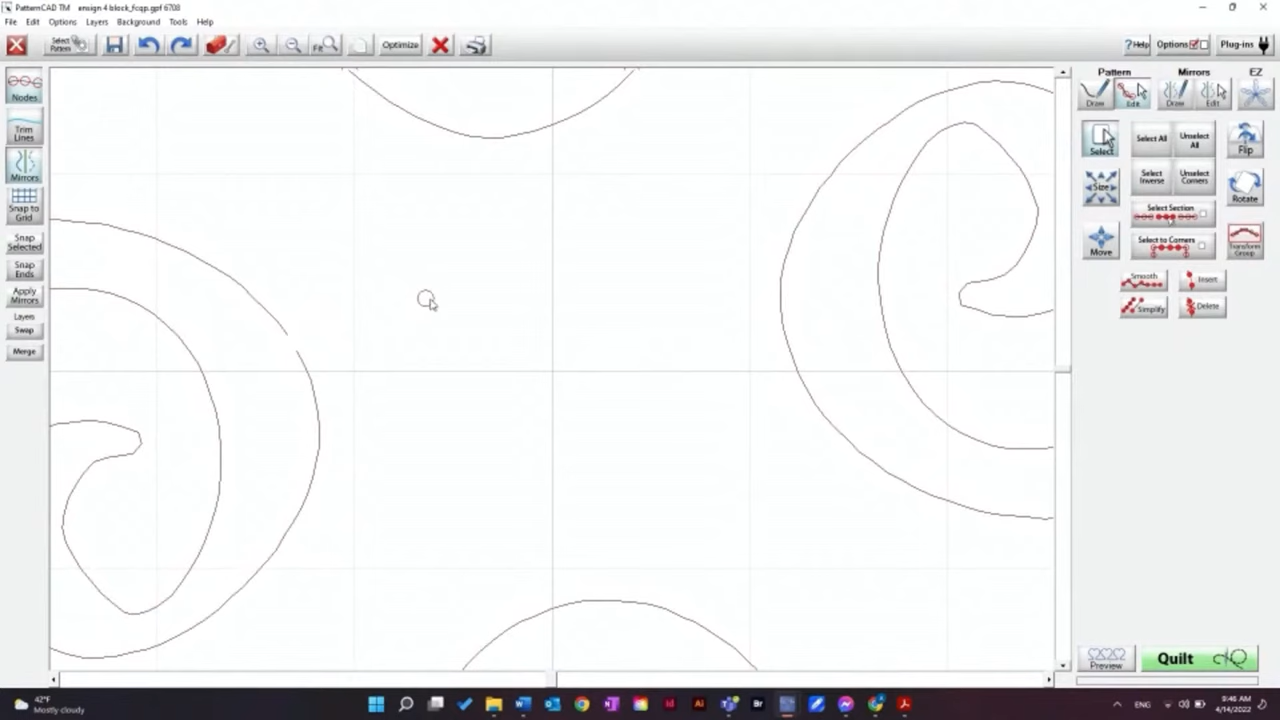 PatternCAD TM ensign 4 block_fcqp.gpf 6708
File Edit Options Layers Background Tools Help
Select Pattern
Fit
Optimize
?Help
Options
Plug-ins
Nodes
Trim Lines
Mirrors
Snap to Grid
Snap Selected
Snap Ends
Apply Mirrors
Layers
Swap
Merge
Pattern Mirrors EZ
Draw Edit Draw Edit
Select
Select All
Unselect All
Flip
Size
Select Inverse
Unselect Corners
Rotate
Select Section
Move
Select to Corners
Transform Group
Smooth
Insert
Simplify
Delete
Preview
Quilt
42°F
Mostly cloudy
ENG
9:46 AM
4/14/2022